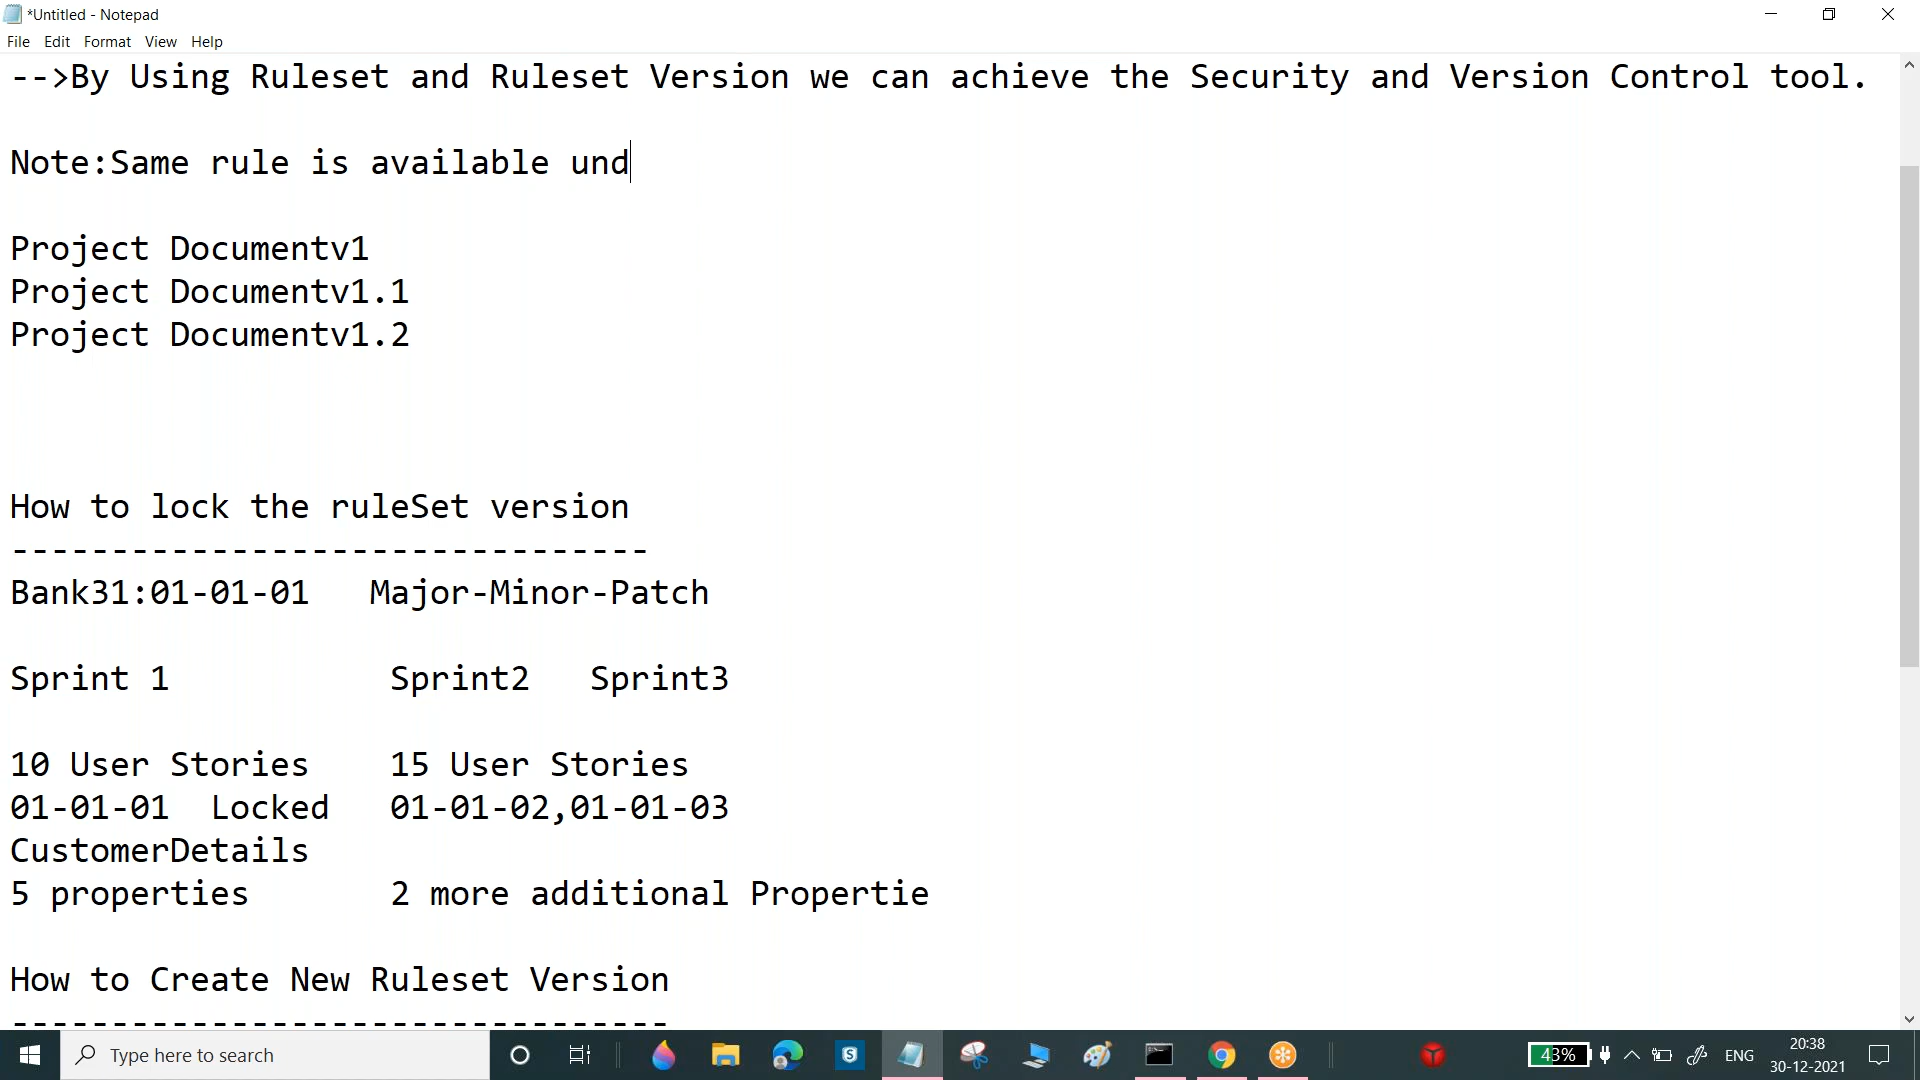 *Untitled - Notepad
File Edit Format View Help
-->By Using Ruleset and Ruleset Version we can achieve the Security and Version Control tool.
Note:Same rule is available und
Project Documentv1
Project Documentv1.1
Project Documentv1.2
How to lock the ruleSet version
--------------------------------
Bank31:01-01-01 Major-Minor-Patch
Sprint 1 Sprint2 Sprint3
10 User Stories 15 User Stories
01-01-01 Locked 01-01-02,01-01-03
CustomerDetails
5 properties 2 more additional Propertie
How to Create New Ruleset Version
---------------------------------
Type here to search
S
43%
ENG
20:38
30-12-2021